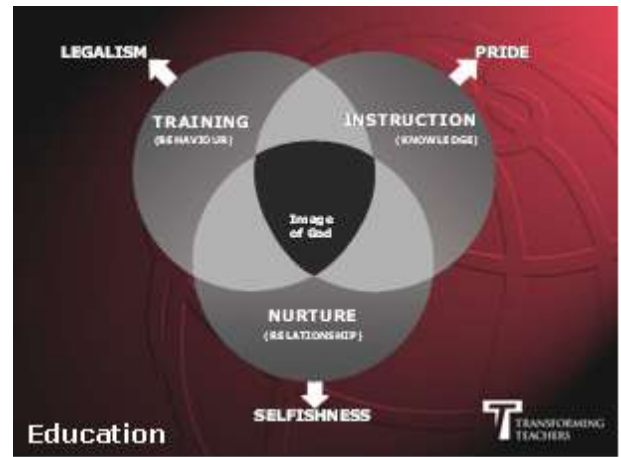 LEGALISM
PRIDE
TRAINING
(BEHAVIOUR)
INSTRUCTION
(KNOWLEDGE)
Image
of God
NURTURE
(RELATIONSHIP)
SELFISHNESS
Education
TRANSFORMING
TEACHERS